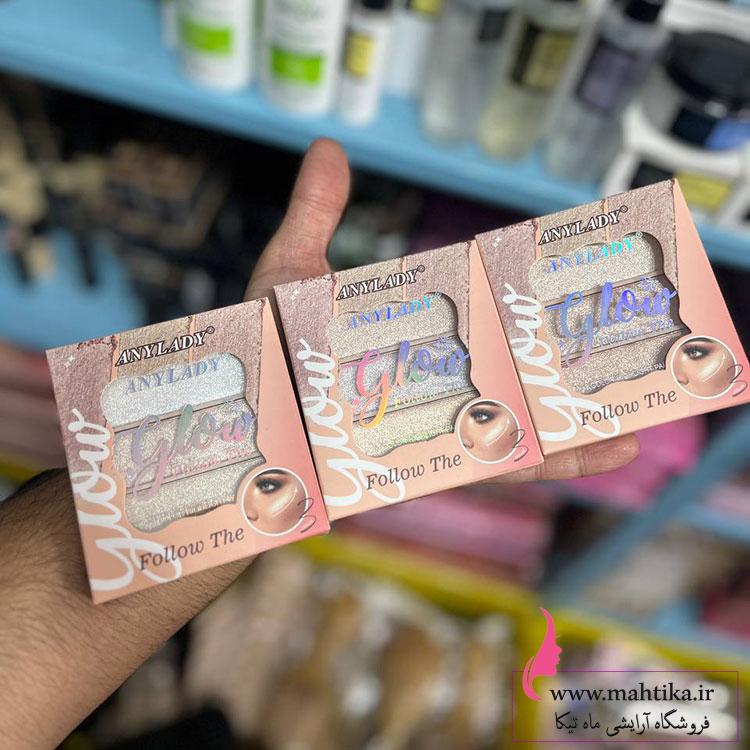 ANYLADY®
ANYLADY
Glow
Glow
Follow The
ANYLADY®
ANYLADY
Glow
Glow
Follow The
ANYLADY®
ANYLADY
Glow
Glow
Follow The
www.mahtika.ir
فروشگاه آرایشی ماه تیکا